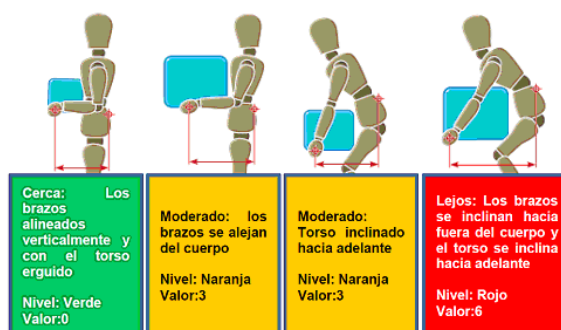 Cerca: Los
brazos
alineados
verticalmente y
con el torso
erguido
Nivel: Verde
Valor:0
Moderado: los
brazos se alejan
del cuerpo
Nivel: Naranja
Valor:3
Moderado:
Torso inclinado
hacia adelante
Nivel: Naranja
Valor:3
Lejos: Los brazos
se inclinan hacia
fuera del cuerpo y
el torso se inclina
hacia adelante
Nivel: Rojo
Valor:6